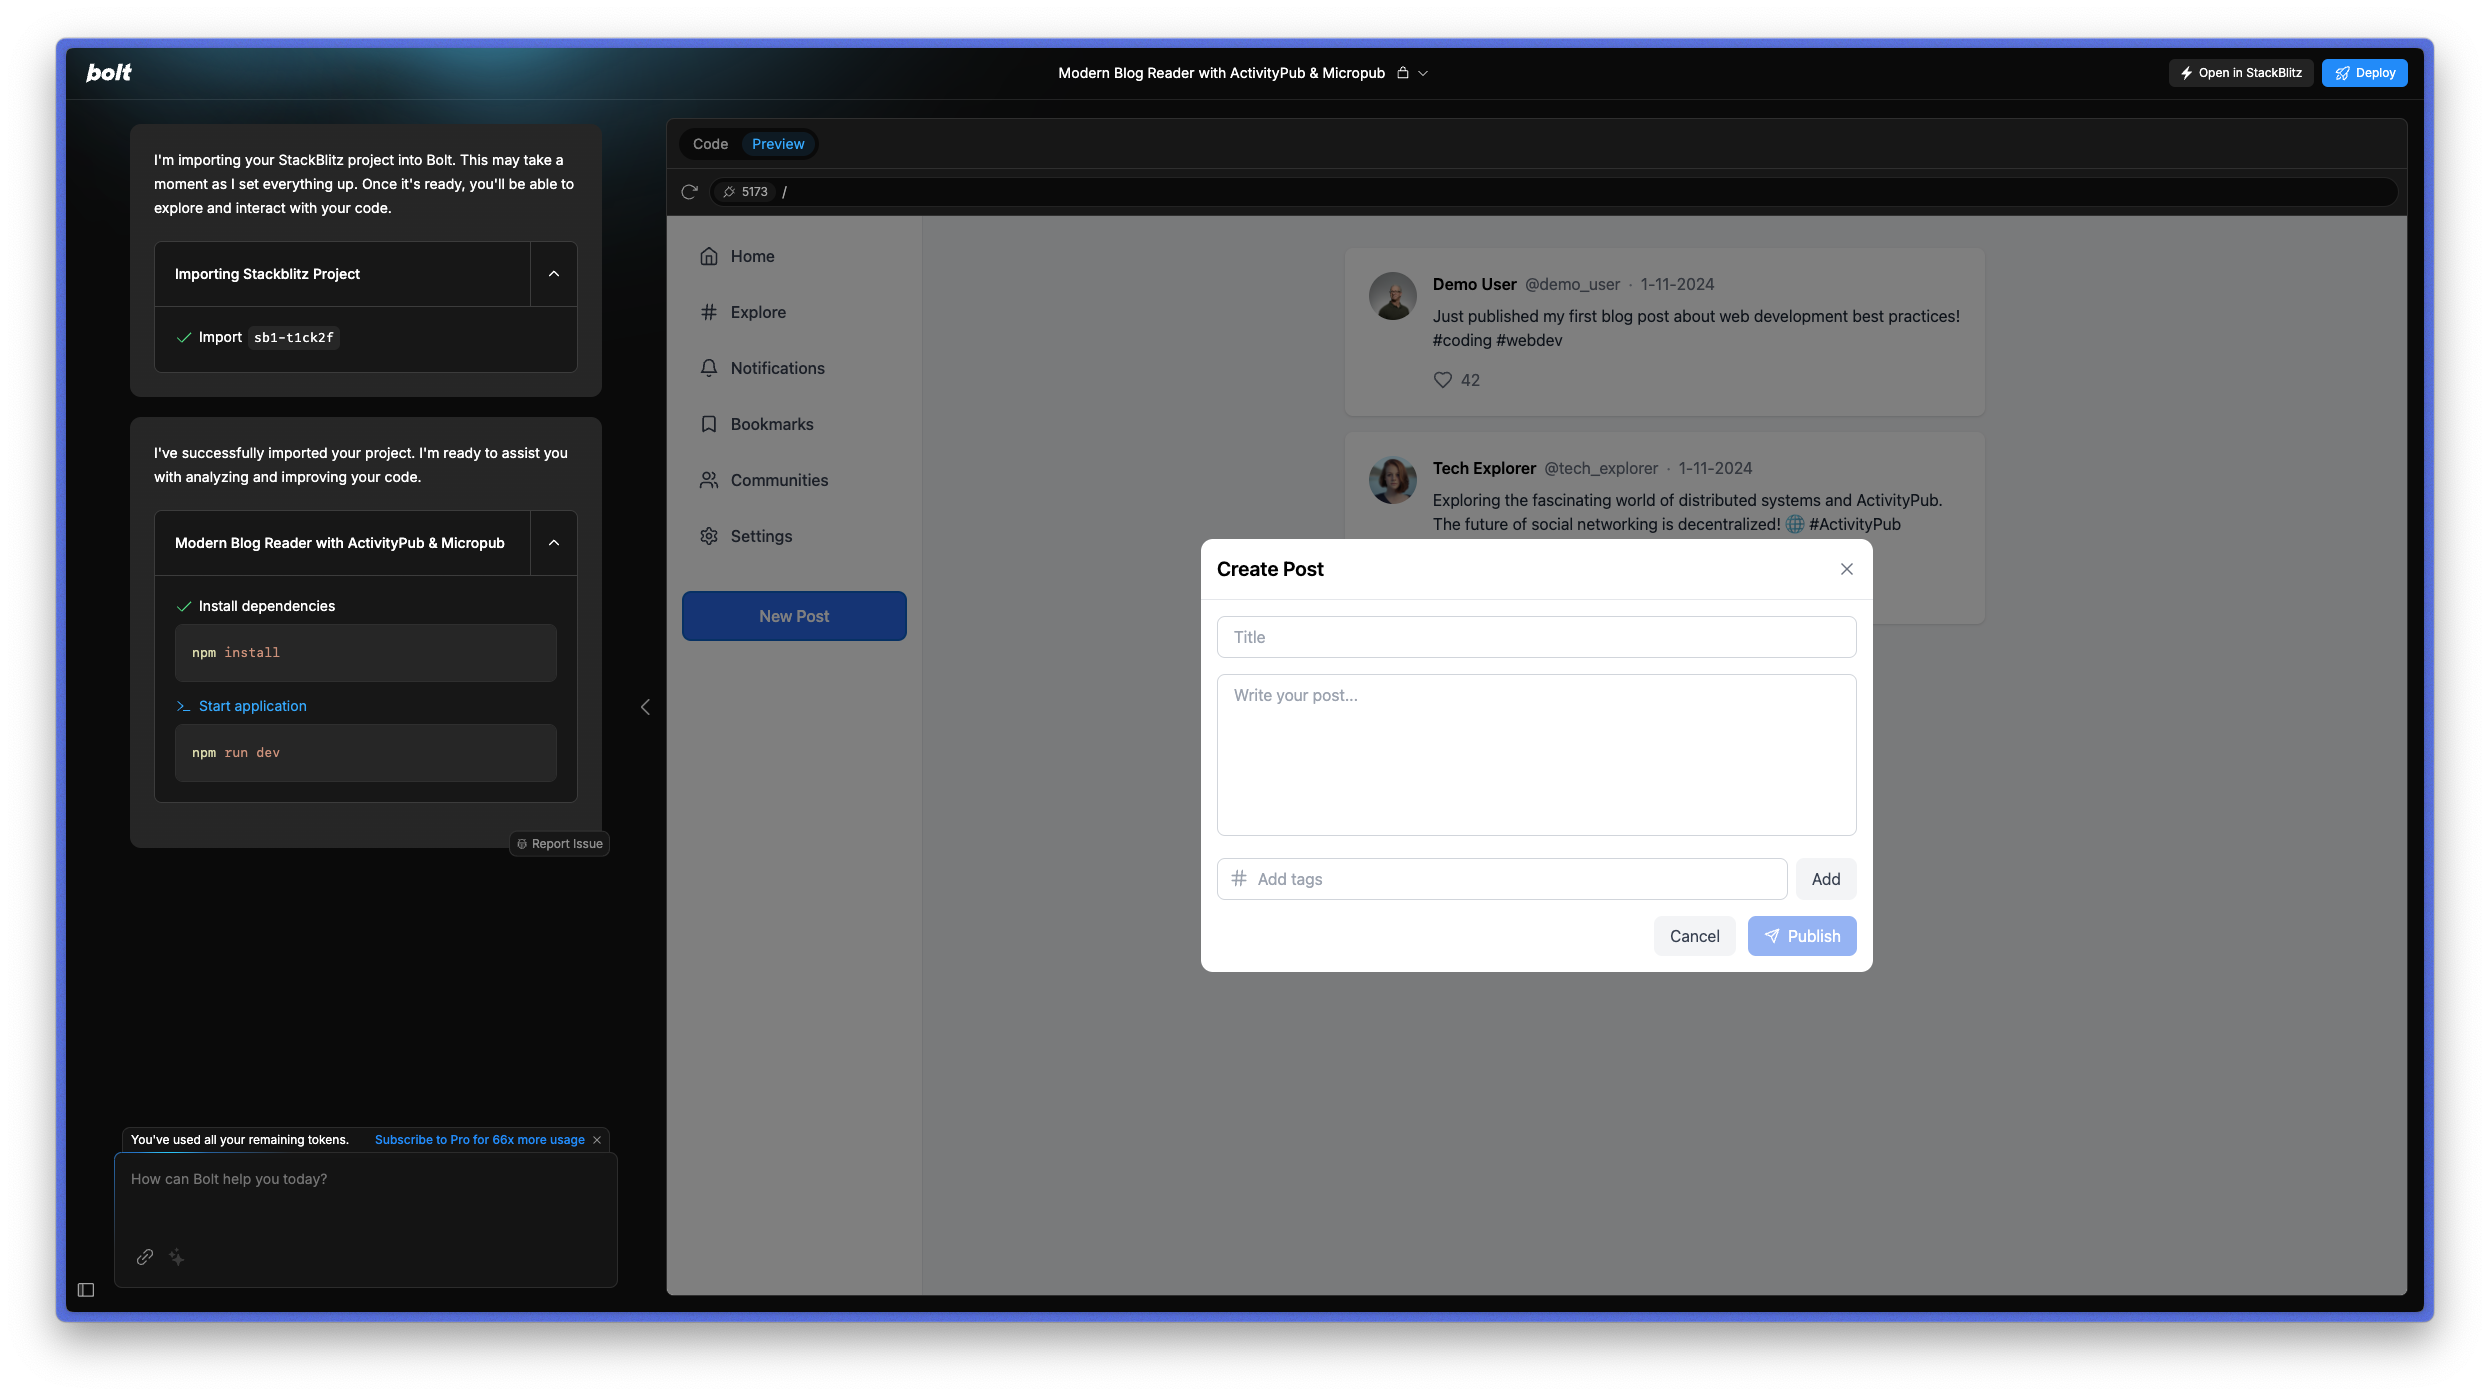 bolt
Modern Blog Reader with ActivityPub & Micropub
Open in StackBlitz
Deploy
I'm importing your StackBlitz project into Bolt. This may take a
moment as I set everything up. Once it's ready, you'll be able to
explore and interact with your code.
Importing Stackblitz Project
Import sb1-t1ck2f
I've successfully imported your project. I'm ready to assist you
with analyzing and improving your code.
Modern Blog Reader with ActivityPub & Micropub
Install dependencies
npm install
Start application
npm run dev
Report Issue
You've used all your remaining tokens. Subscribe to Pro for 66x more usage
How can Bolt help you today?
Code Preview
5173 /
Home
Explore
Notifications
Bookmarks
Communities
Settings
New Post
Demo User @demo_user · 1-11-2024
Just published my first blog post about web development best practices!
#coding #webdev
42
Tech Explorer @tech_explorer · 1-11-2024
Exploring the fascinating world of distributed systems and ActivityPub.
The future of social networking is decentralized! 🌐 #ActivityPub
Create Post
Title
Write your post...
# Add tags
Add
Cancel
Publish